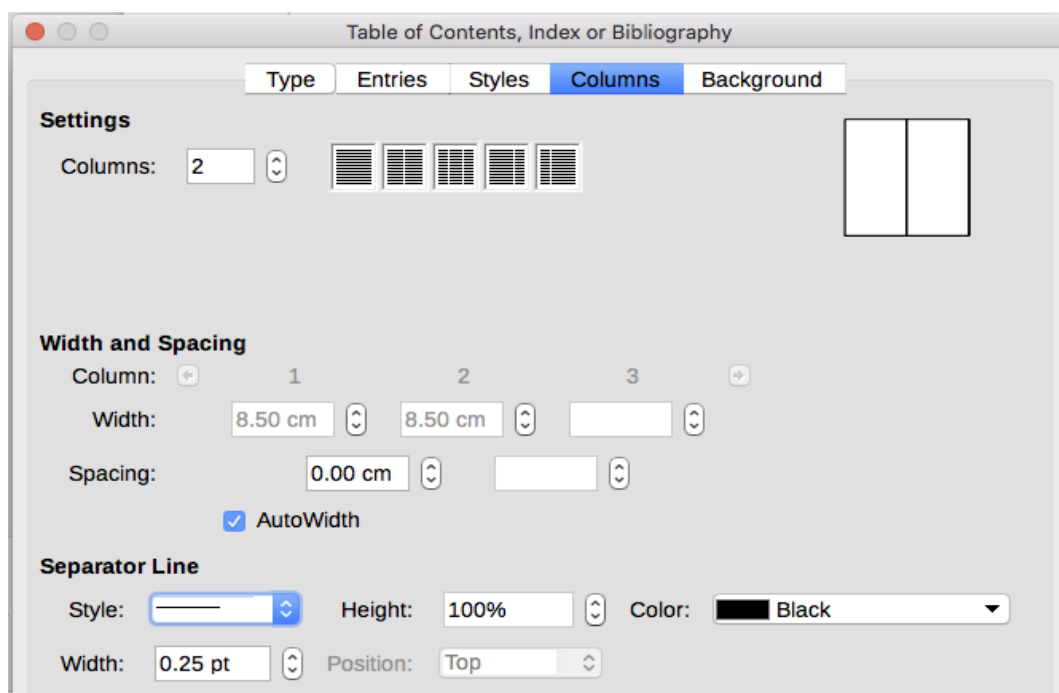 Table of Contents, Index or Bibliography
Type Entries Styles Columns Background
Settings
Columns: 2
Width and Spacing
Column: 1 2 3
Width: 8.50 cm 8.50 cm
Spacing: 0.00 cm
AutoWidth
Separator Line
Style: Height: 100% Color: Black
Width: 0.25 pt Position: Top